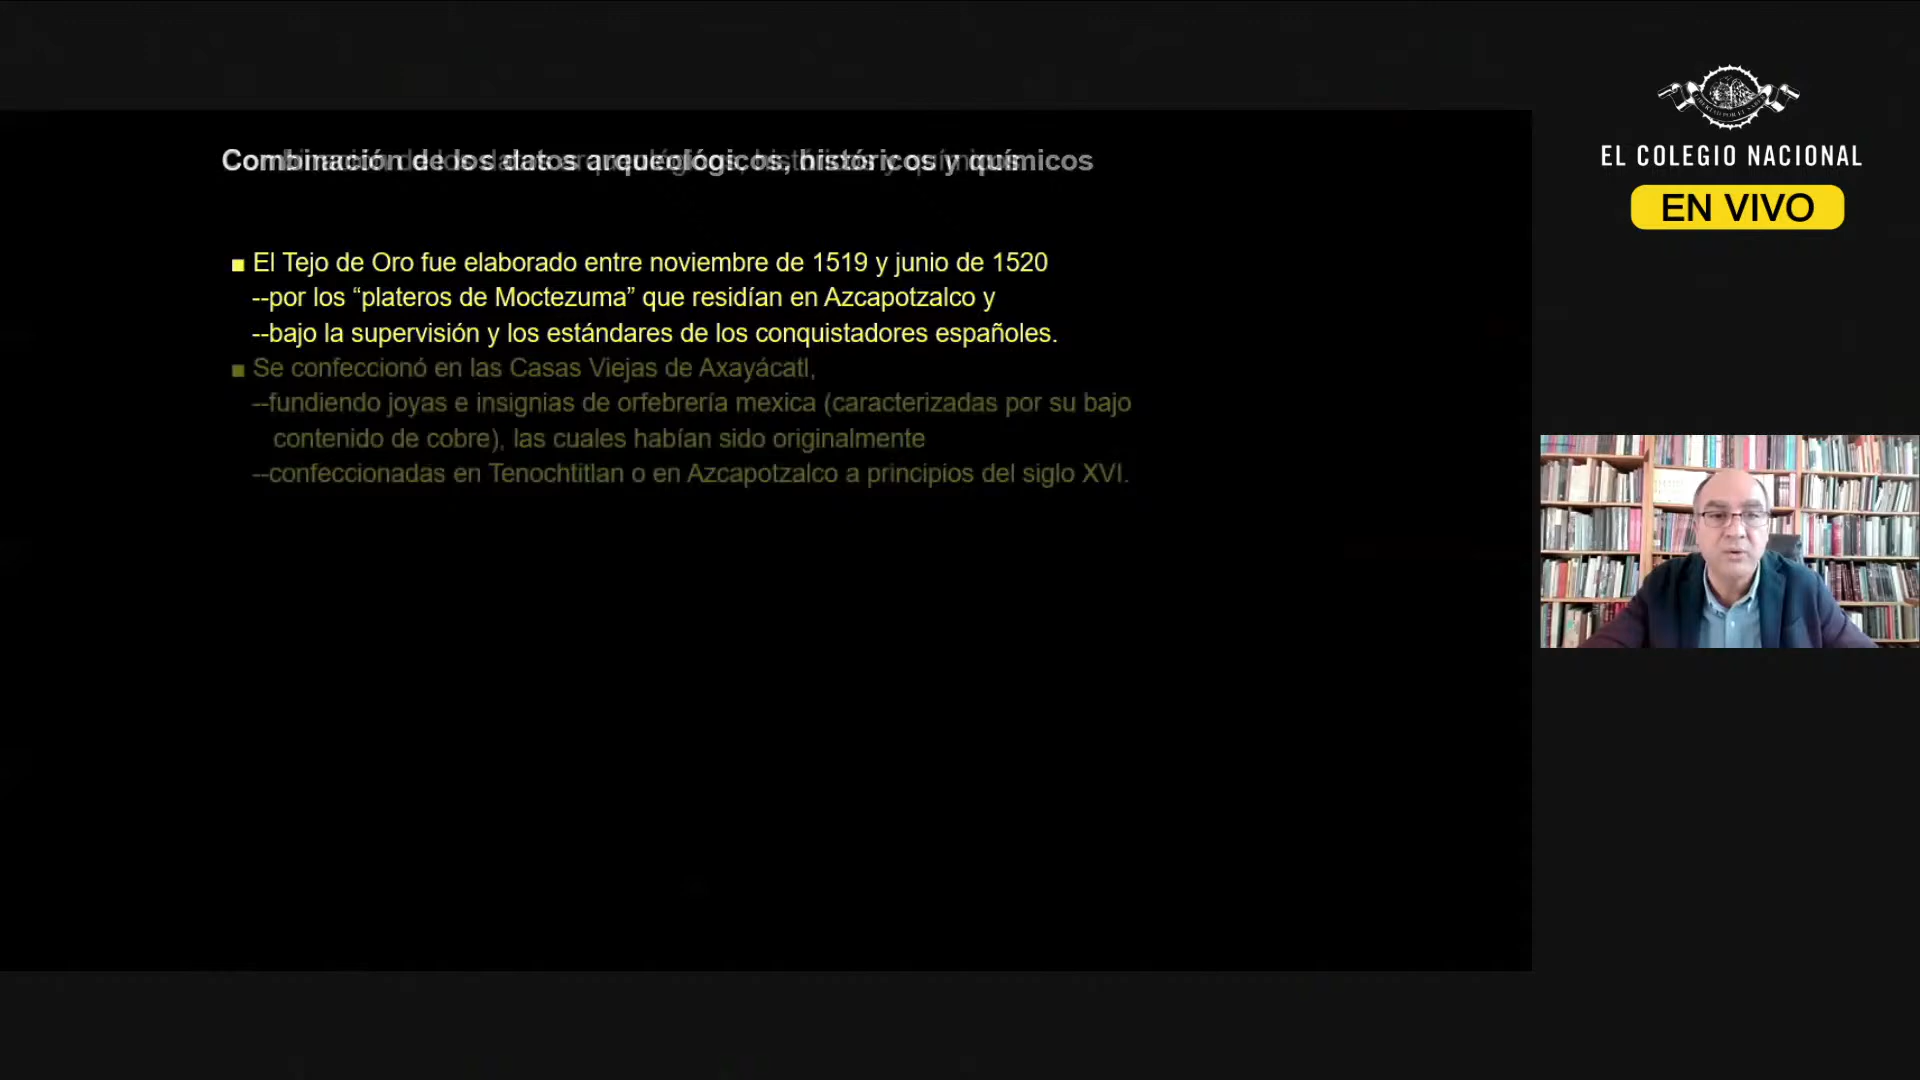 Combinación de los datos arqueológicos, históricos y químicos
■ El Tejo de Oro fue elaborado entre noviembre de 1519 y junio de 1520
--por los “plateros de Moctezuma” que residían en Azcapotzalco y
--bajo la supervisión y los estándares de los conquistadores españoles.
■ Se confeccionó en las Casas Viejas de Axayácatl,
--fundiendo joyas e insignias de orfebrería mexica (caracterizadas por su bajo
contenido de cobre), las cuales habían sido originalmente
--confeccionadas en Tenochtitlan o en Azcapotzalco a principios del siglo XVI.
EL COLEGIO NACIONAL
EN VIVO